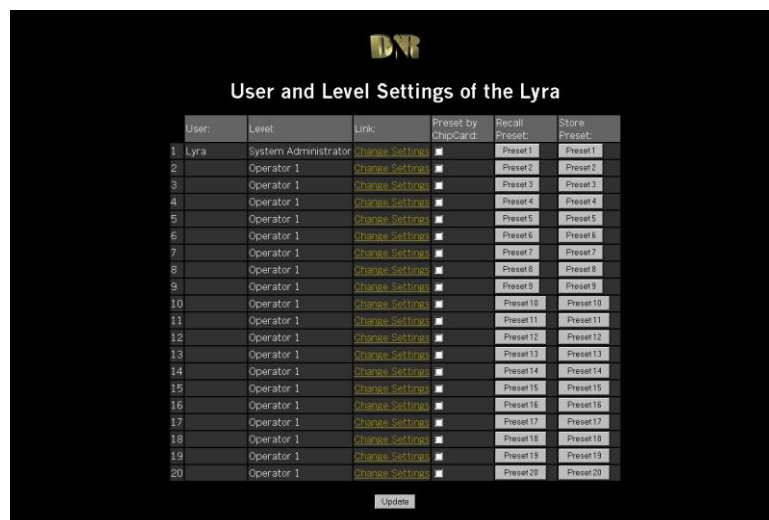 DNR
User and Level Settings of the Lyra
User: Level: Link: Preset by ChipCard: Recall Preset: Store Preset:
1 Lyra System Administrator Change Settings Preset 1 Preset 1
2 Operator 1 Change Settings Preset 2 Preset 2
3 Operator 1 Change Settings Preset 3 Preset 3
4 Operator 1 Change Settings Preset 4 Preset 4
5 Operator 1 Change Settings Preset 5 Preset 5
6 Operator 1 Change Settings Preset 6 Preset 6
7 Operator 1 Change Settings Preset 7 Preset 7
8 Operator 1 Change Settings Preset 8 Preset 8
9 Operator 1 Change Settings Preset 9 Preset 9
10 Operator 1 Change Settings Preset 10 Preset 10
11 Operator 1 Change Settings Preset 11 Preset 11
12 Operator 1 Change Settings Preset 12 Preset 12
13 Operator 1 Change Settings Preset 13 Preset 13
14 Operator 1 Change Settings Preset 14 Preset 14
15 Operator 1 Change Settings Preset 15 Preset 15
16 Operator 1 Change Settings Preset 16 Preset 16
17 Operator 1 Change Settings Preset 17 Preset 17
18 Operator 1 Change Settings Preset 18 Preset 18
19 Operator 1 Change Settings Preset 19 Preset 19
20 Operator 1 Change Settings Preset 20 Preset 20
Update